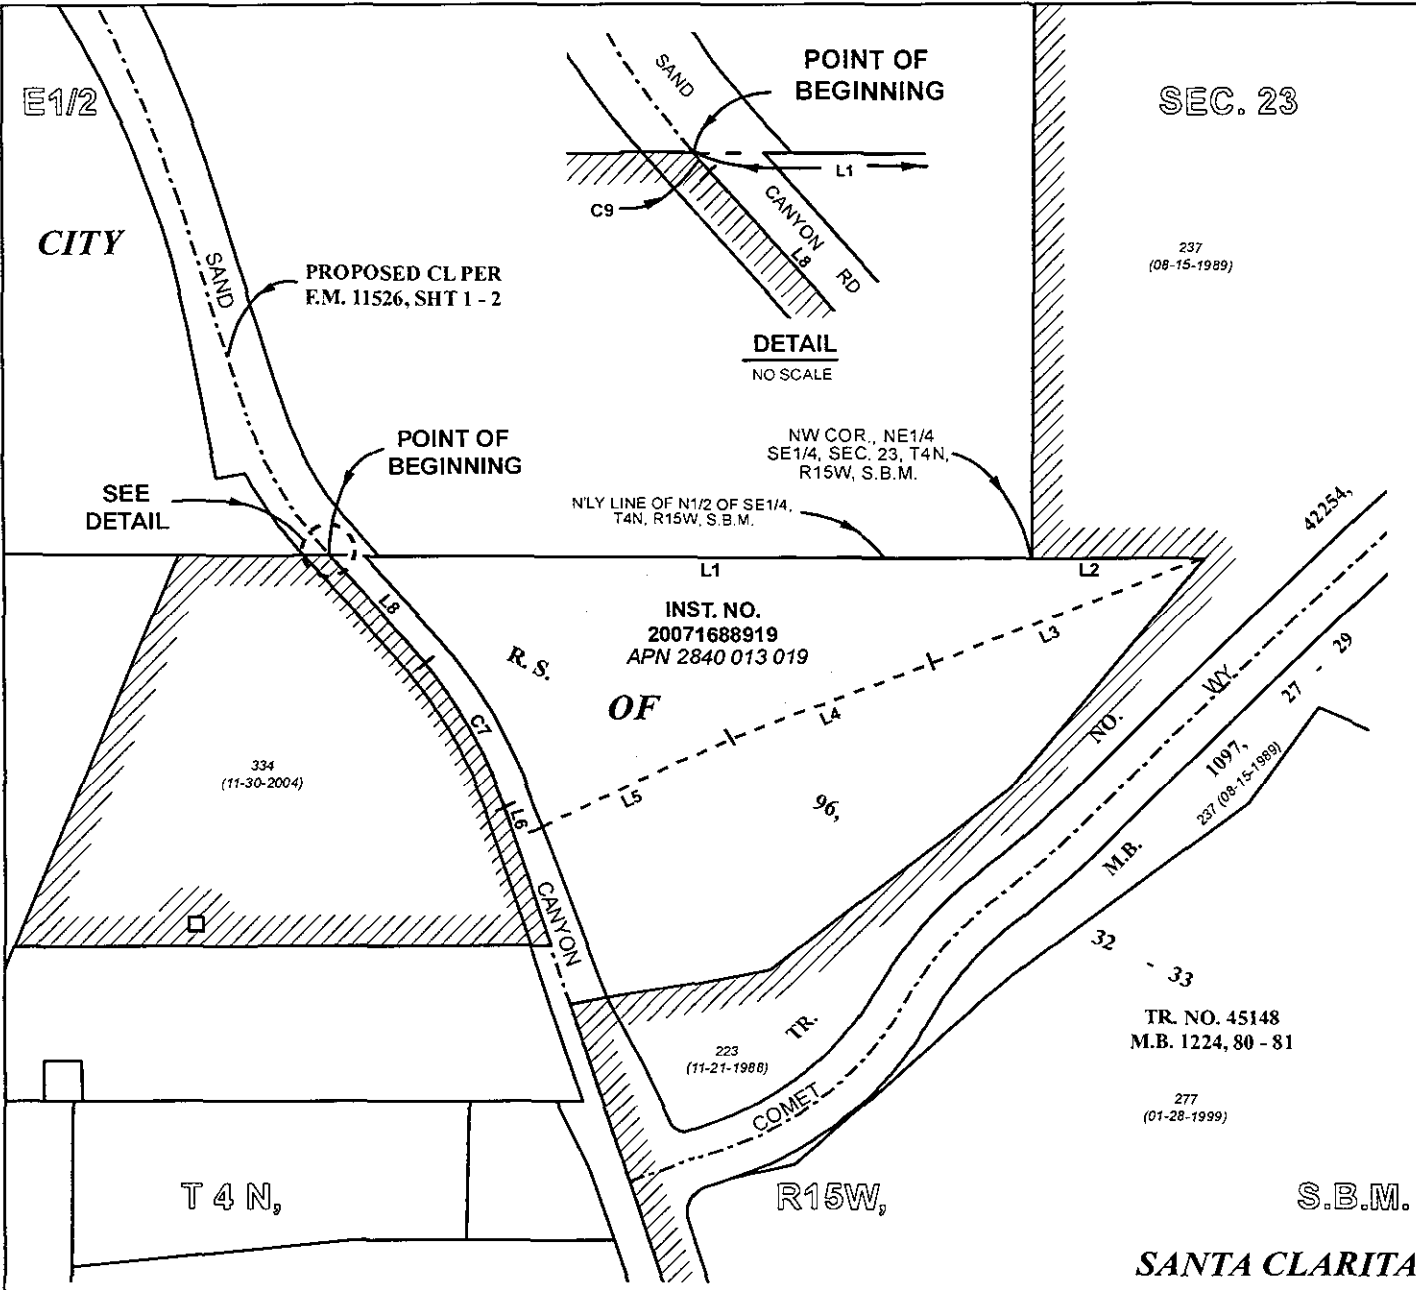 E1/2
CITY
SAND
PROPOSED CL PER
F.M. 11526, SHT 1 - 2
SAND
POINT OF
BEGINNING
L1
C9
CANYON
L8
RD
DETAIL
NO SCALE
SEC. 23
237
(08-15-1989)
SEE
DETAIL
POINT OF
BEGINNING
NW COR., NE1/4
SE1/4, SEC. 23, T4N,
R15W, S.B.M.
N'LY LINE OF N1/2 OF SE1/4,
T4N, R15W, S.B.M.
L1
L2
42254,
L8
INST. NO.
20071688919
APN 2840 013 019
R. S.
OF
L3
L4
L5
C7
L6
96,
334
(11-30-2004)
NO.
WY
29
-
27
1097,
237 (08-15-1989)
M.B.
CANYON
32
-
33
TR.
TR. NO. 45148
M.B. 1224, 80 - 81
223
(11-21-1988)
COMET
277
(01-28-1999)
T 4 N,
R15W,
S.B.M.
SANTA CLARITA